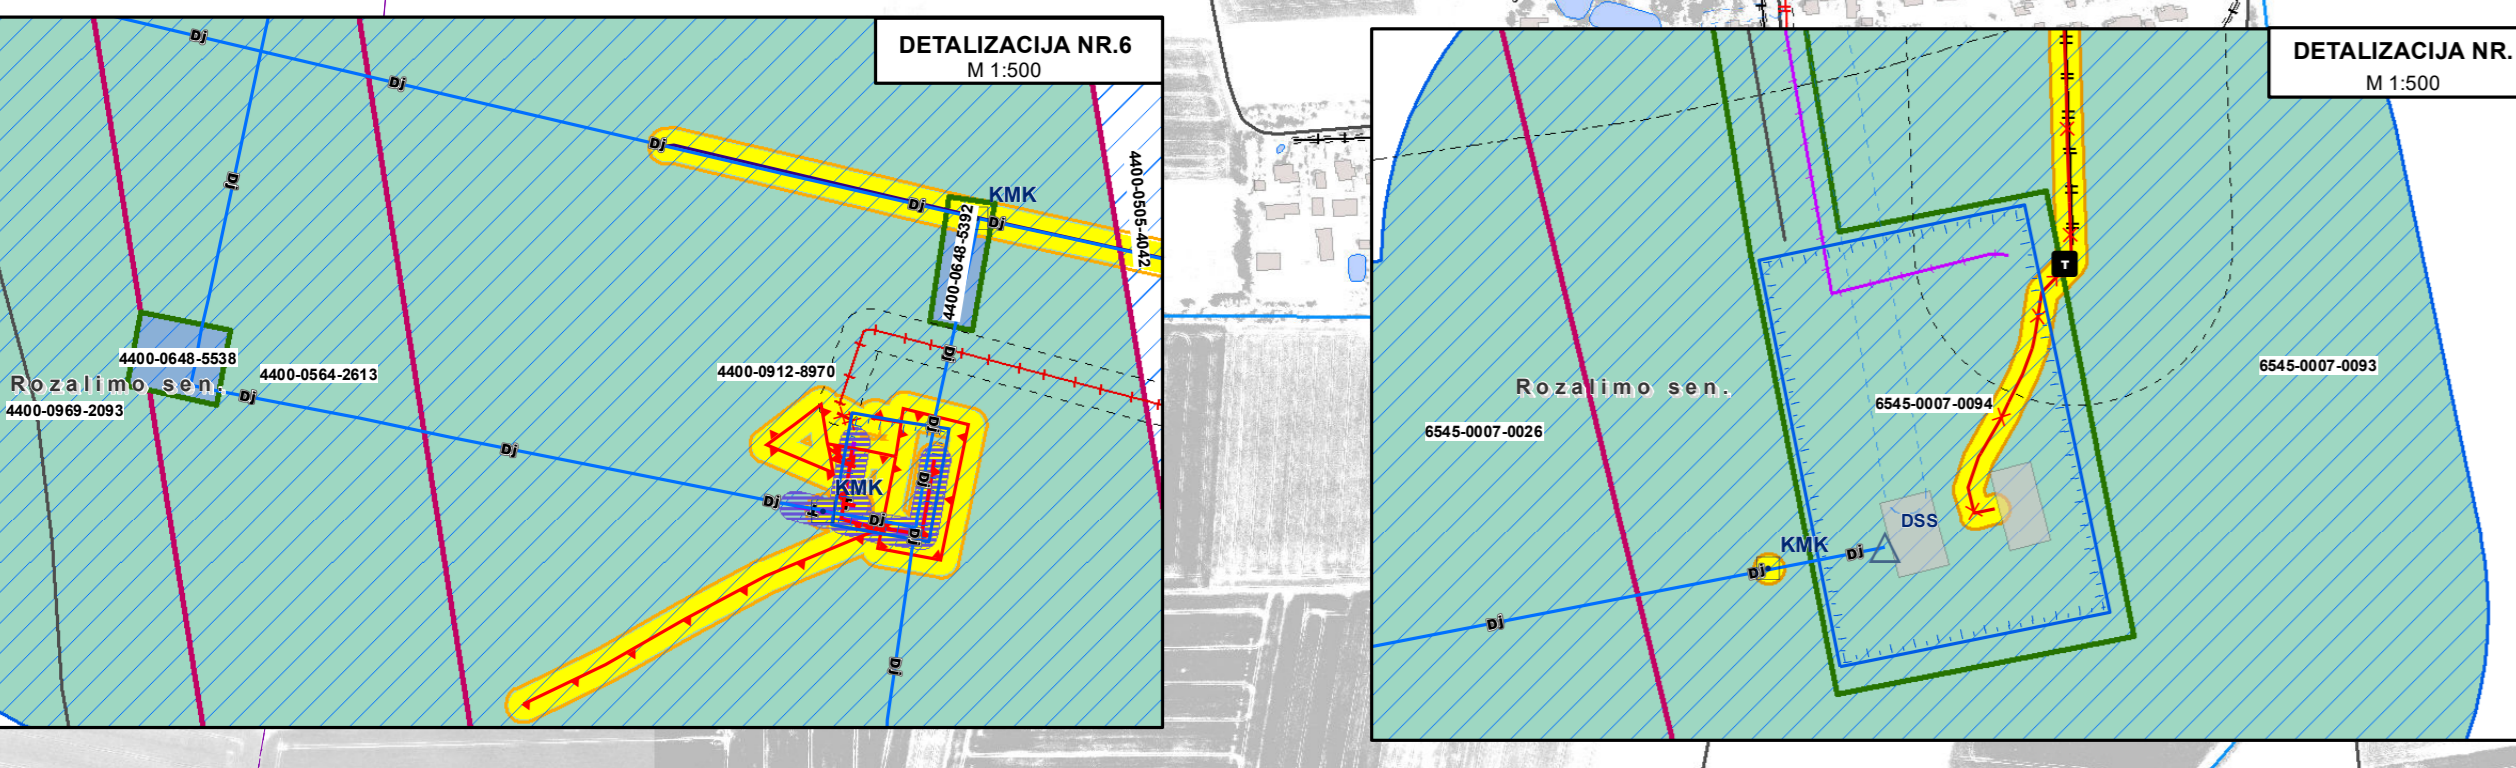 DETALIZACIJA NR.6
M 1:500
Dj
Dj
Dj
Dj
KMK
Dj
Dj
4400-0505-4042
4400-0648-5392
4400-0648-5538
Rozalimo sen.
4400-0969-2093
4400-0564-2613
Dj
4400-0912-8970
Dj
Dj
Dj
Dj
KMK
Dj
Dj
Dj
Dj
DETALIZACIJA NR.
M 1:500
T
Rozalimo sen.
6545-0007-0093
6545-0007-0094
6545-0007-0026
DSS
KMK
Dj
Dj
Dj